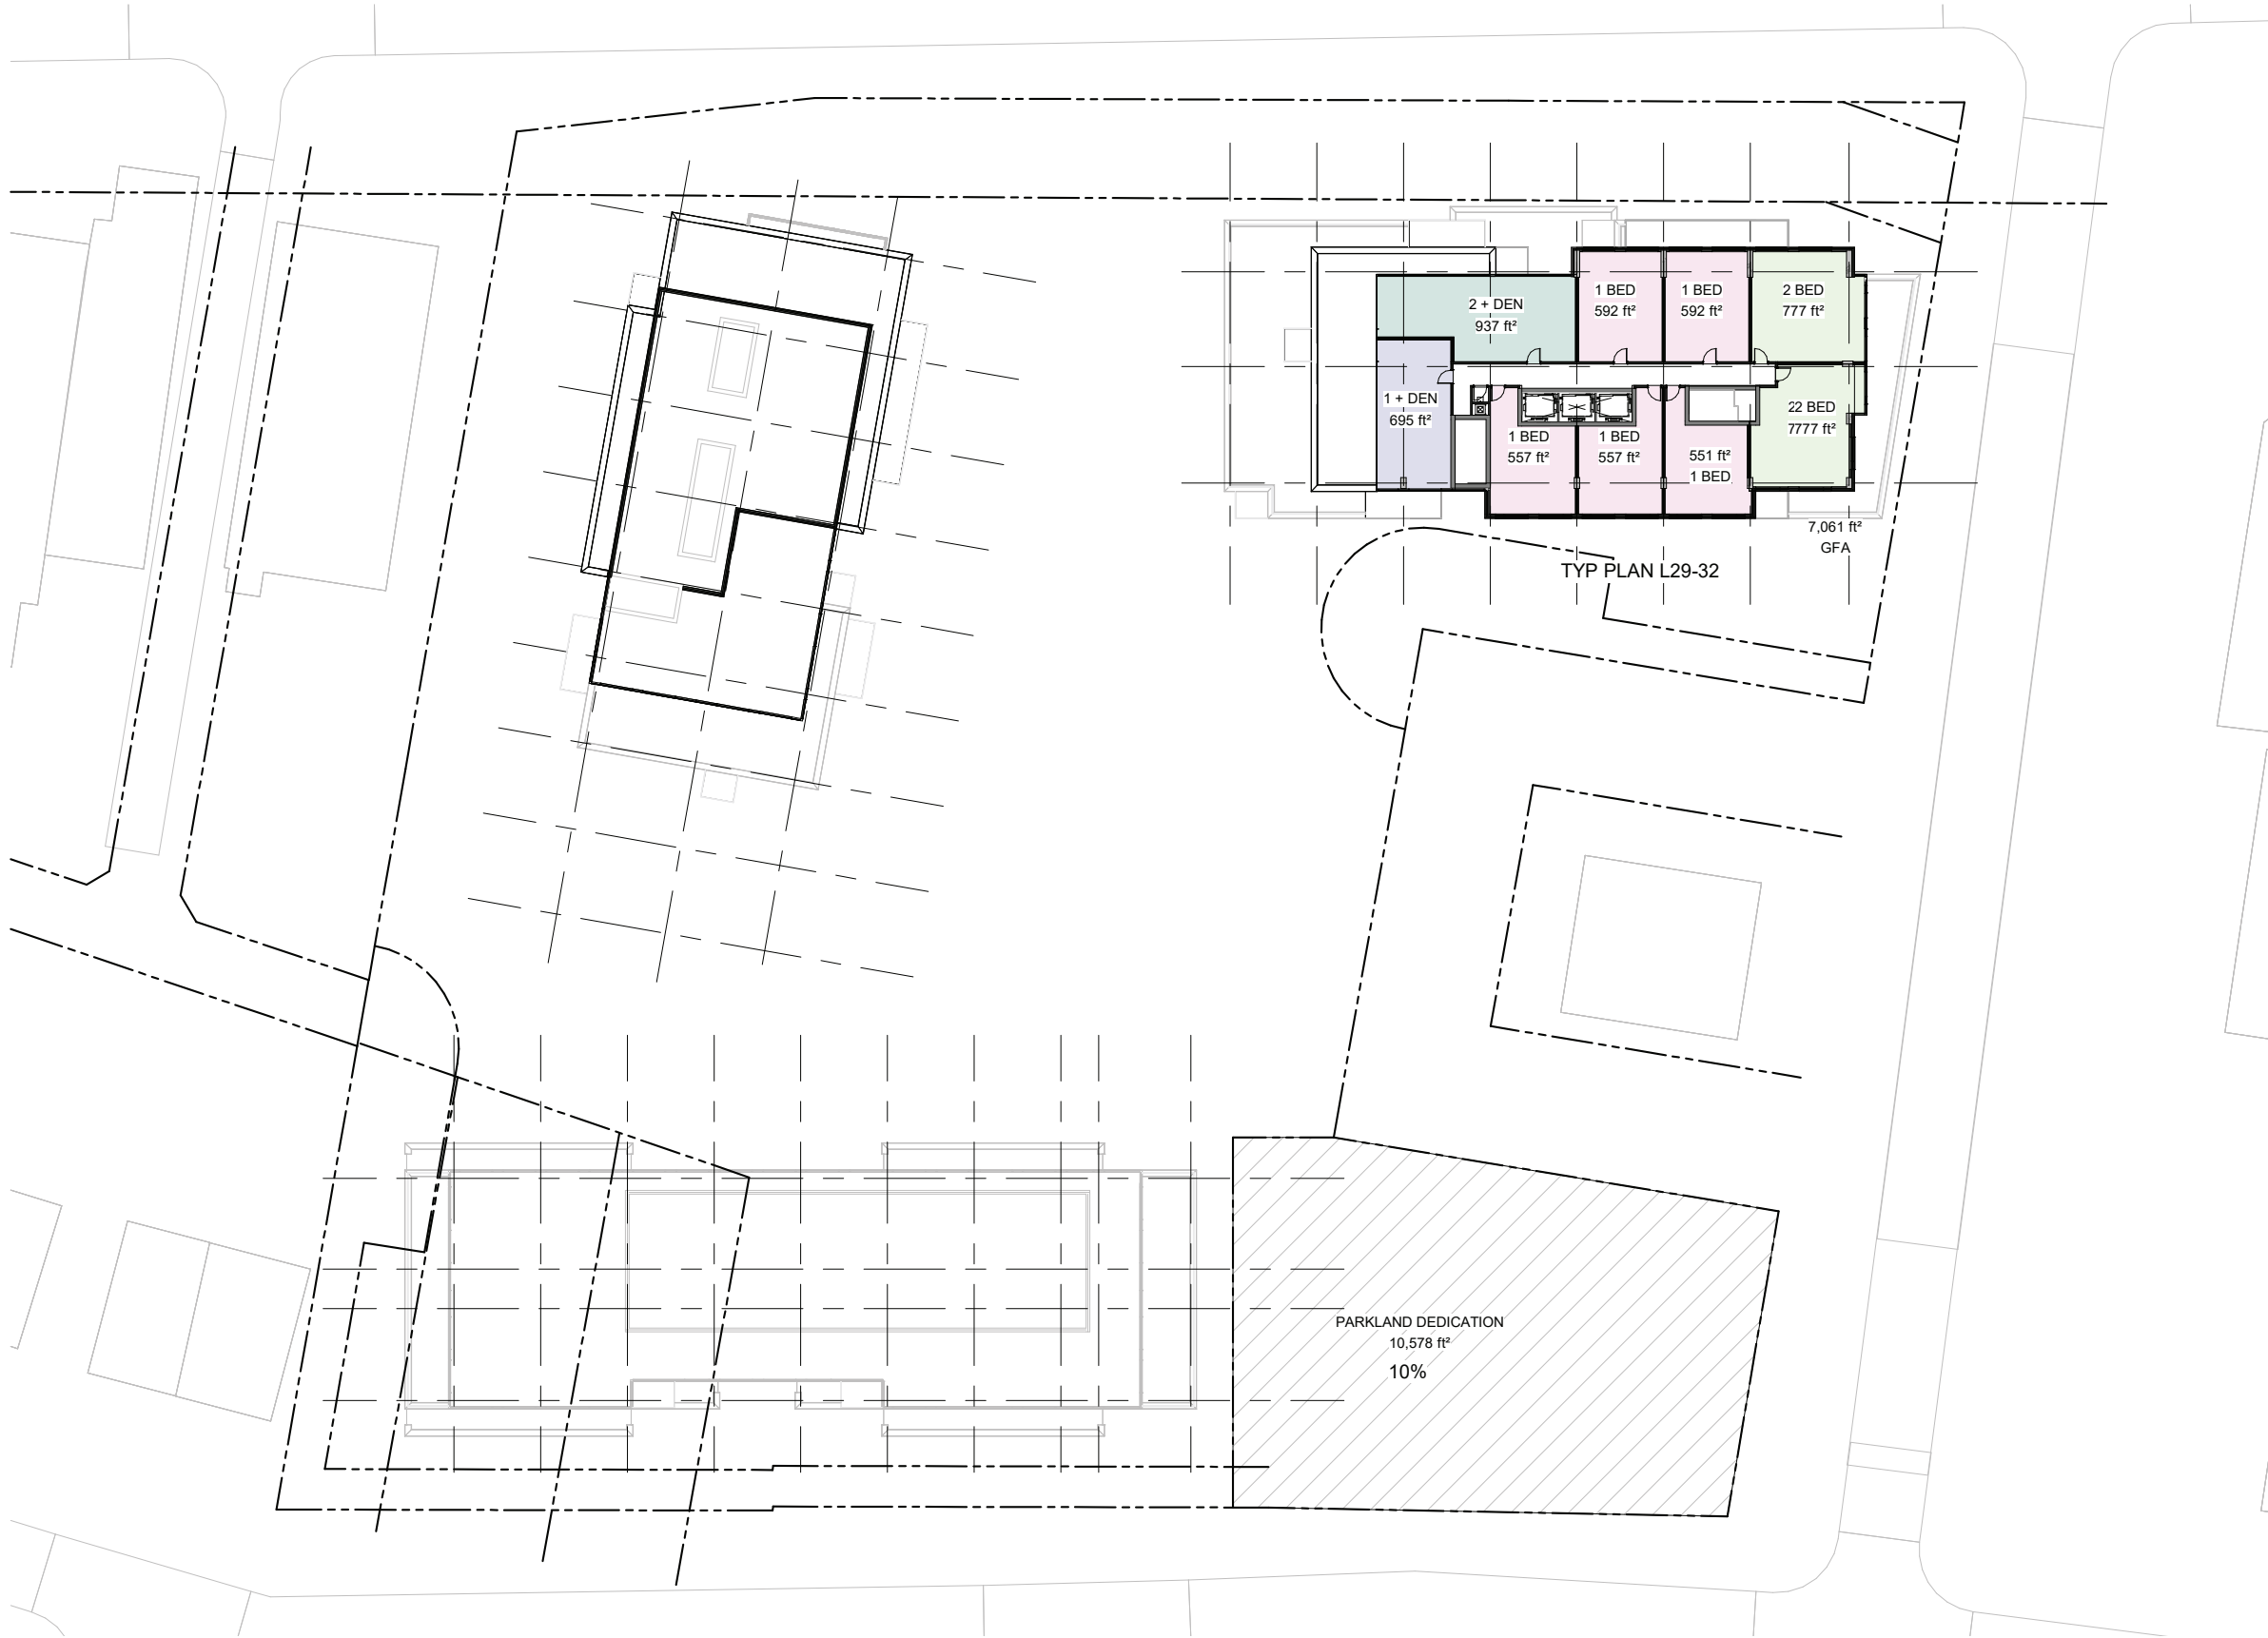 2 + DEN
937 ft²
1 BED
592 ft²
1 BED
592 ft²
2 BED
777 ft²
1 + DEN
695 ft²
1 BED
557 ft²
1 BED
557 ft²
551 ft²
1 BED
22 BED
7777 ft²
7,061 ft²
GFA
TYP PLAN L29-32
PARKLAND DEDICATION
10,578 ft²
10%